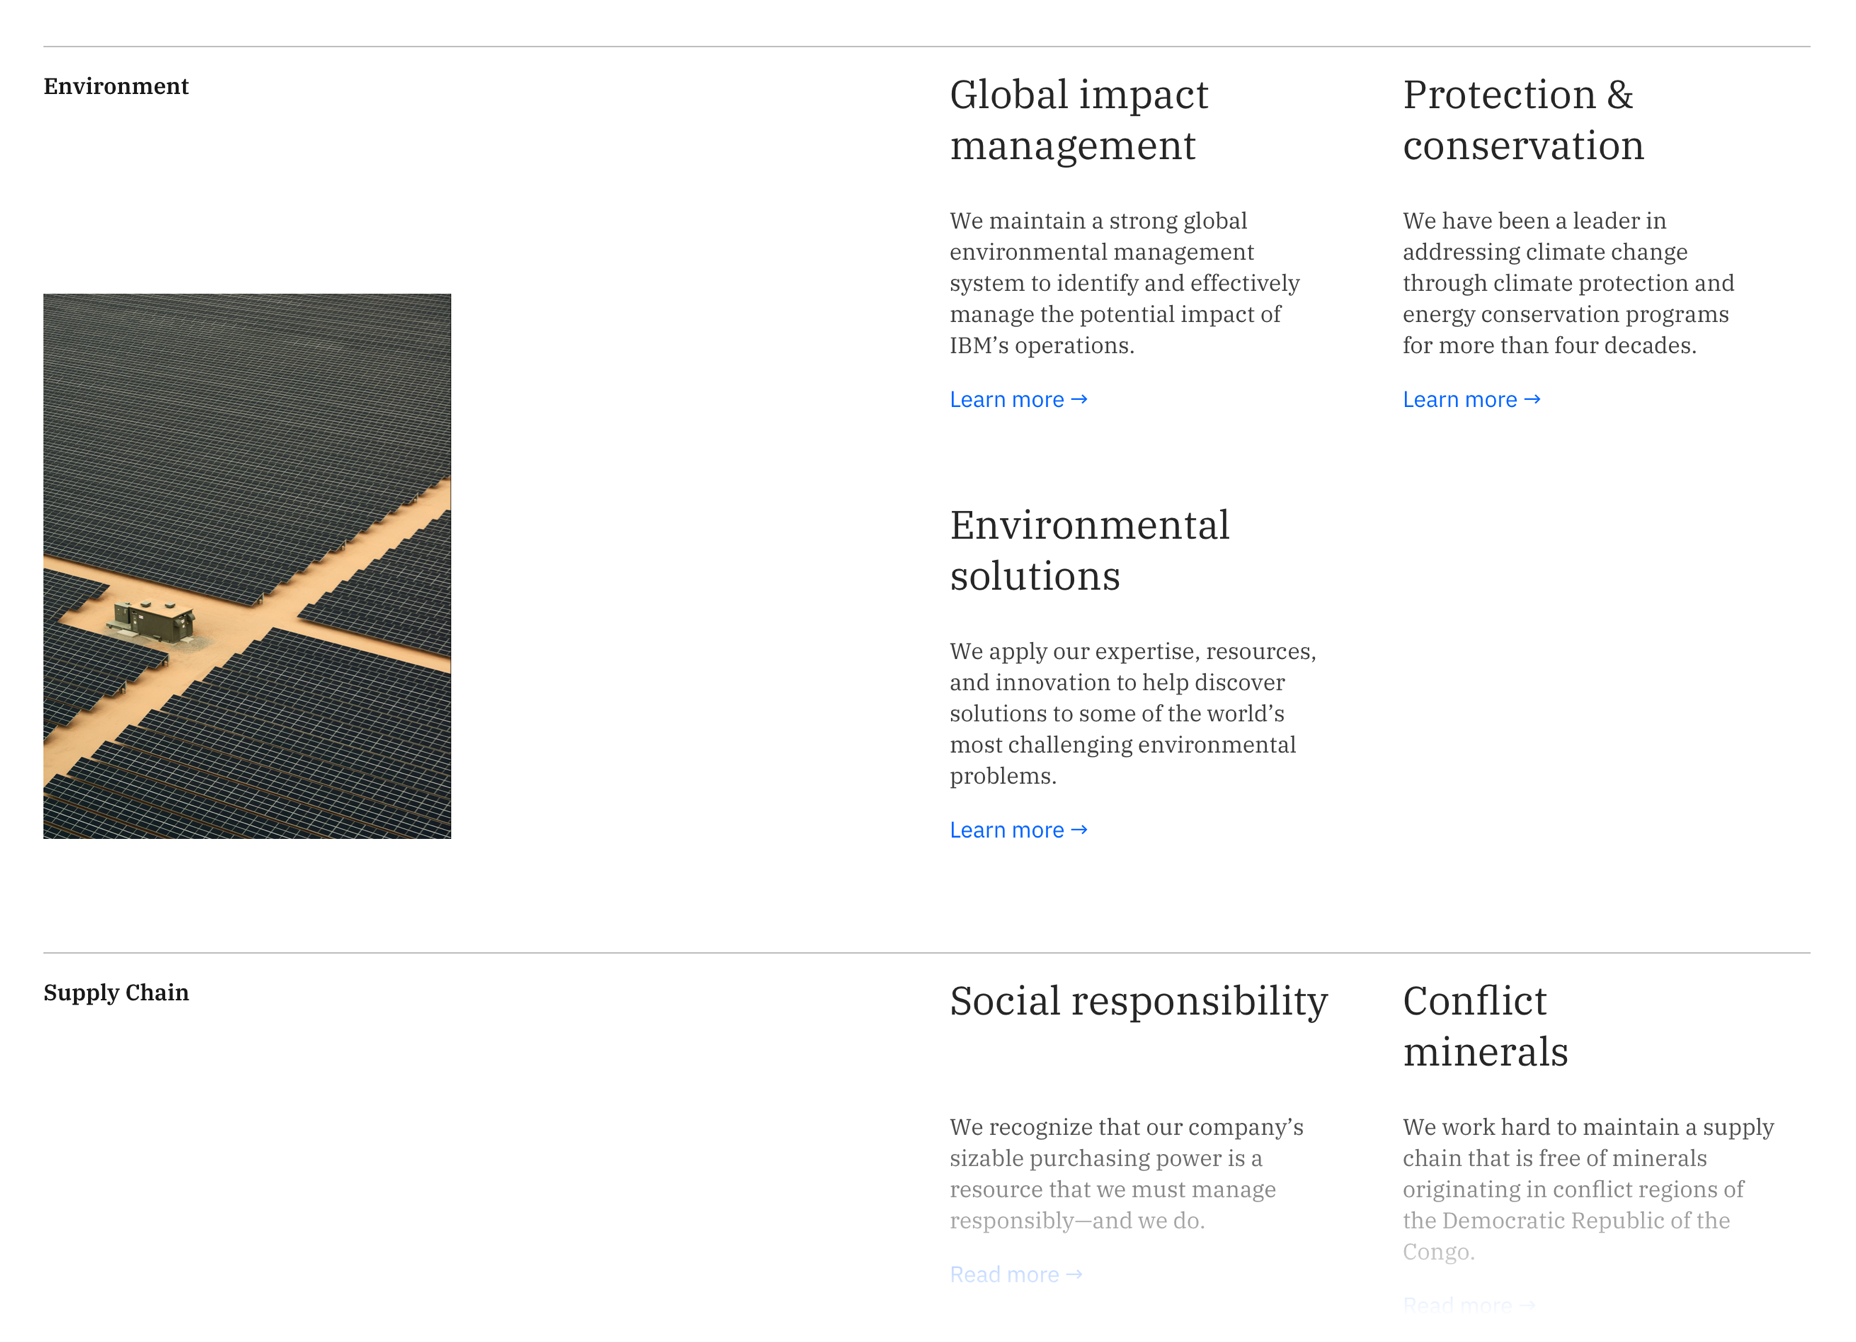 Environment
Global impact
management
We maintain a strong global
environmental management
system to identify and effectively
manage the potential impact of
IBM’s operations.
Learn more →
Protection &
conservation
We have been a leader in
addressing climate change
through climate protection and
energy conservation programs
for more than four decades.
Learn more →
Environmental
solutions
We apply our expertise, resources,
and innovation to help discover
solutions to some of the world’s
most challenging environmental
problems.
Learn more →
Supply Chain
Social responsibility
We recognize that our company’s
sizable purchasing power is a
resource that we must manage
responsibly—and we do.
Read more →
Conflict
minerals
We work hard to maintain a supply
chain that is free of minerals
originating in conflict regions of
the Democratic Republic of the
Congo.
Read more →